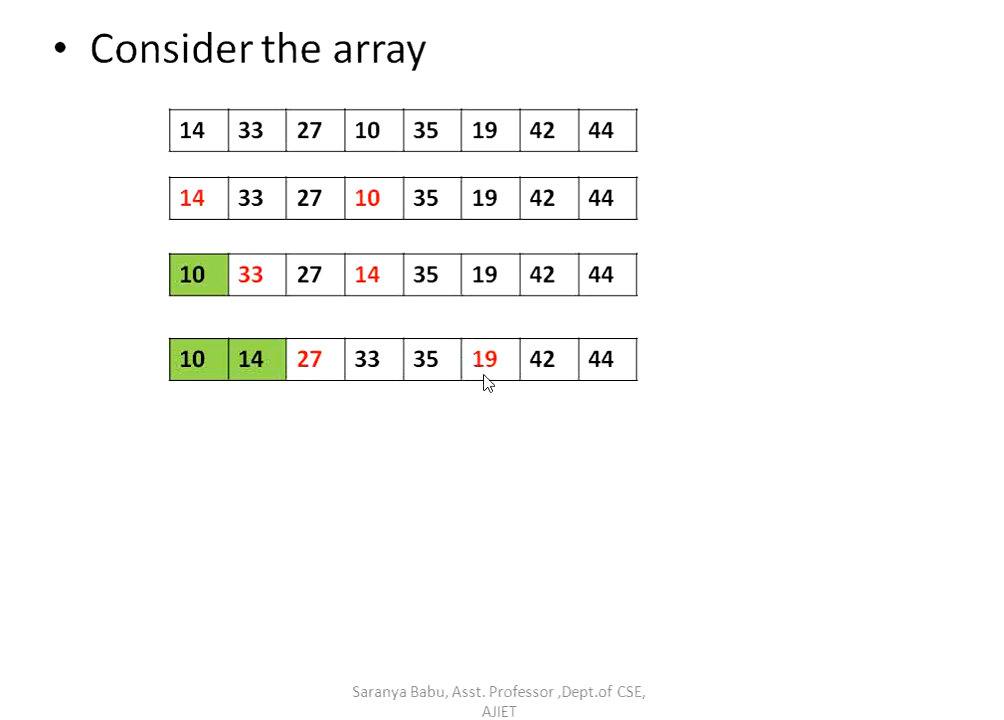 • Consider the array
14 33 27 10 35 19 42 44
14 33 27 10 35 19 42 44
10 33 27 14 35 19 42 44
10 14 27 33 35 19 42 44
Saranya Babu, Asst. Professor ,Dept.of CSE,
AJIET